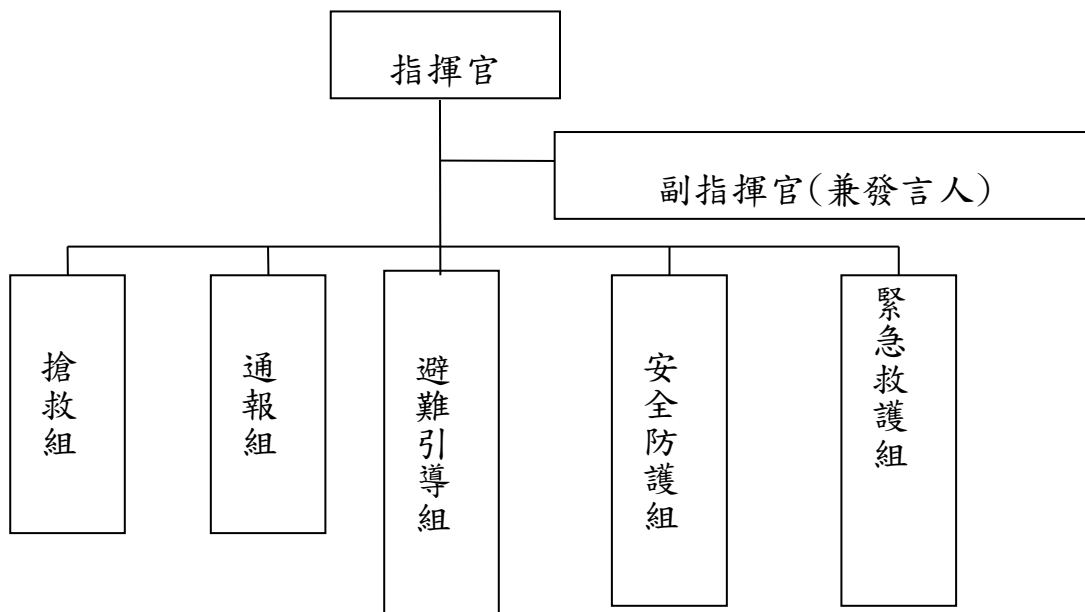 指揮官
副指揮官(兼發言人)
搶救組
通報組
避難引導組
安全防護組
緊急救護組